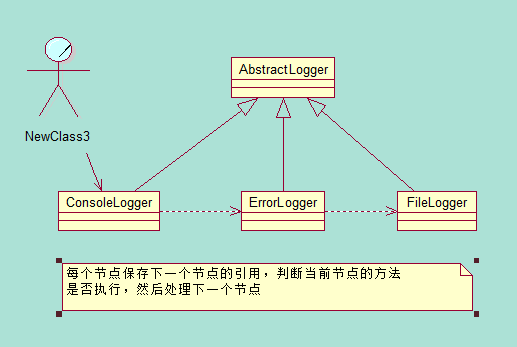 AbstractLogger
NewClass3
ConsoleLogger
ErrorLogger
FileLogger
每个节点保存下一个节点的引用，判断当前节点的方法
是否执行，然后处理下一个节点